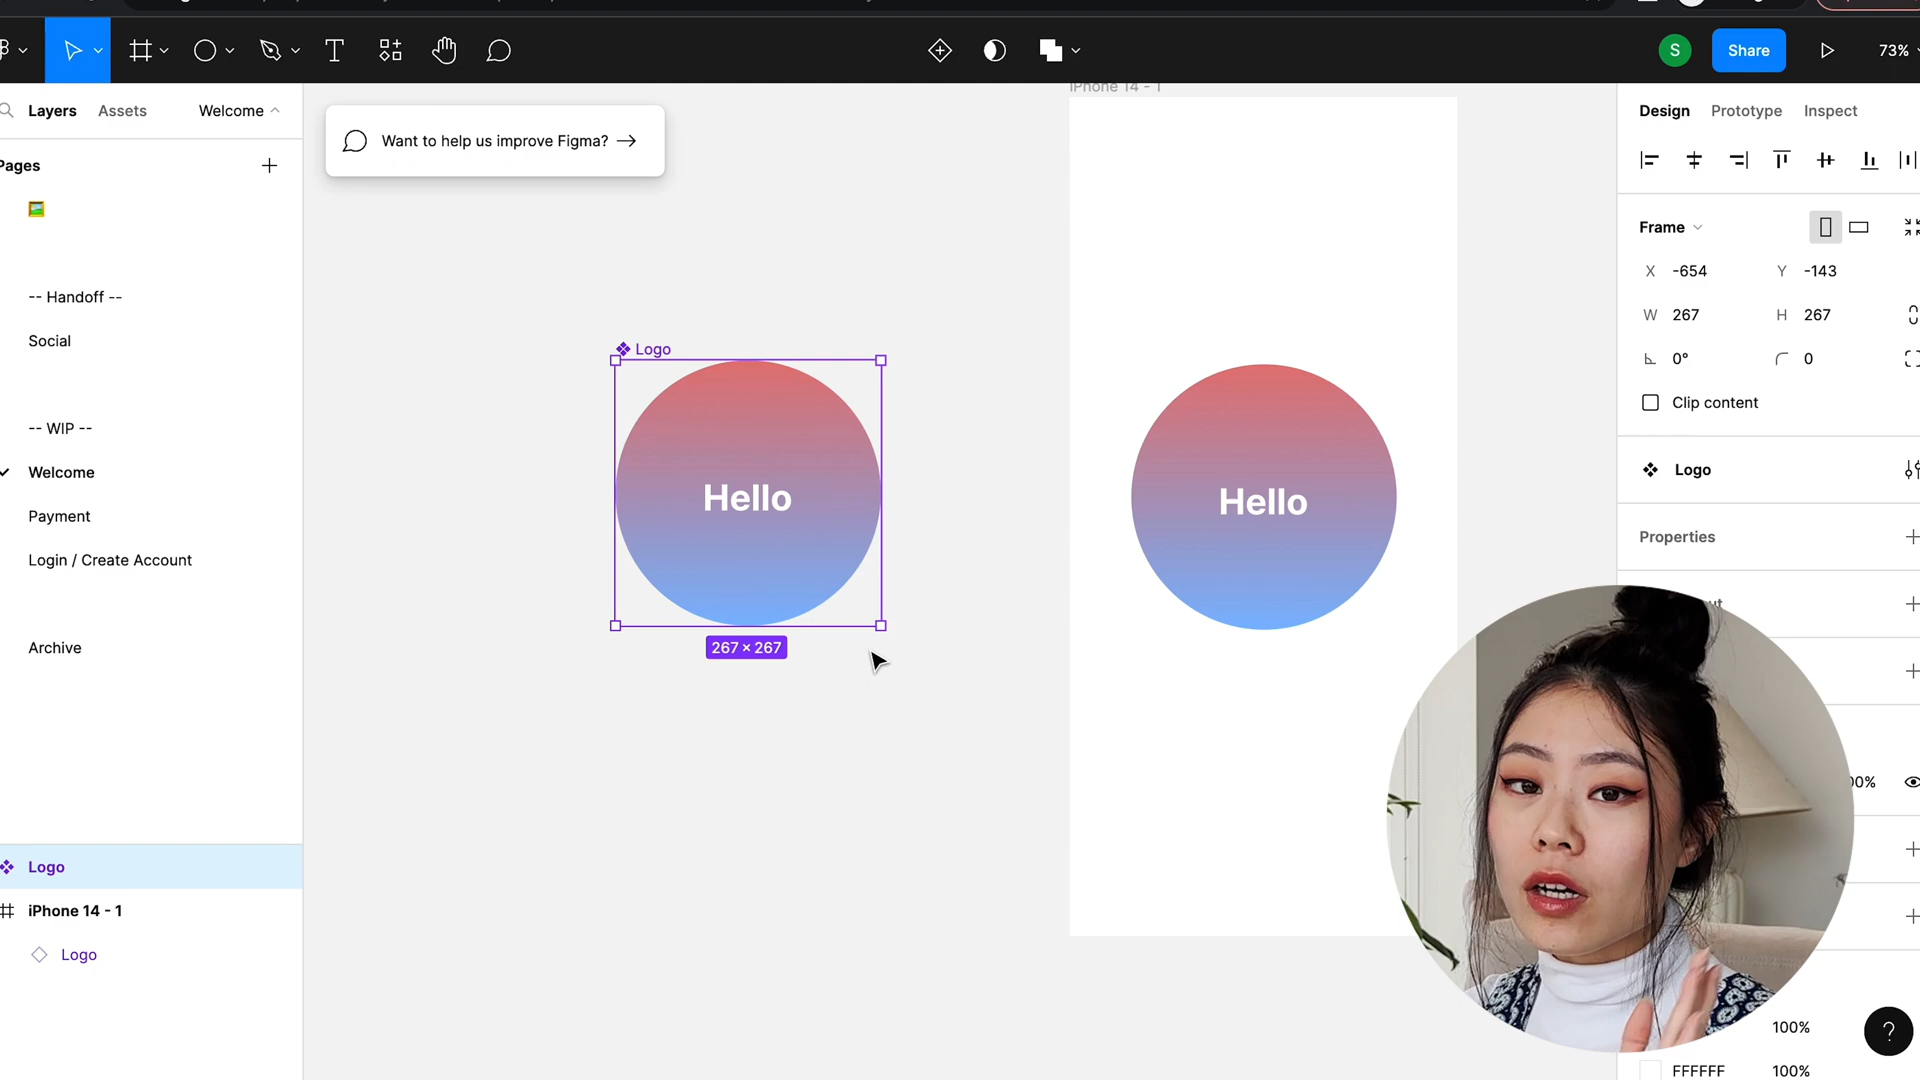 S
Share
73%
Layers
Assets
Welcome
Pages
-- Handoff --
Social
-- WIP --
Welcome
Payment
Login / Create Account
Archive
Logo
iPhone 14 - 1
Logo
Want to help us improve Figma?
Logo
Hello
267 × 267
iPhone 14 - 1
Hello
Design
Prototype
Inspect
Frame
X -654
Y -143
W 267
H 267
0°
0
Clip content
Logo
Properties
100%
FFFFFF
100%
?